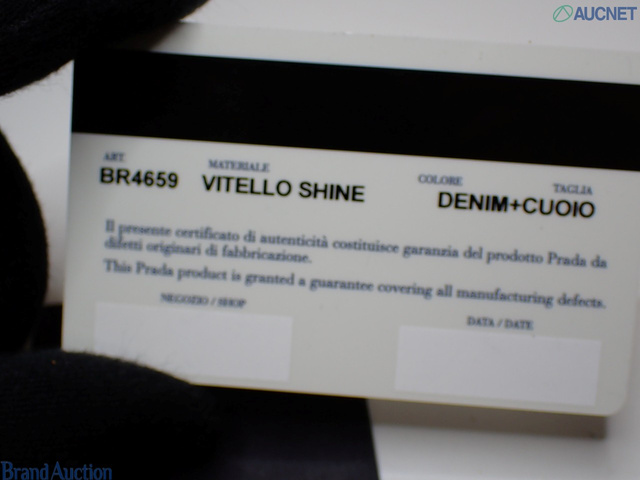 AUCNET
ART. MATERIALE COLORE TAGLIA
BR4659 VITELLO SHINE DENIM+CUOIO
Il presente certificato di autenticità costituisce garanzia del prodotto Prada da
difetti originari di fabbricazione.
This Prada product is granted a guarantee covering all manufacturing defects.
NEGOZIO / SHOP DATA / DATE
Brand Auction